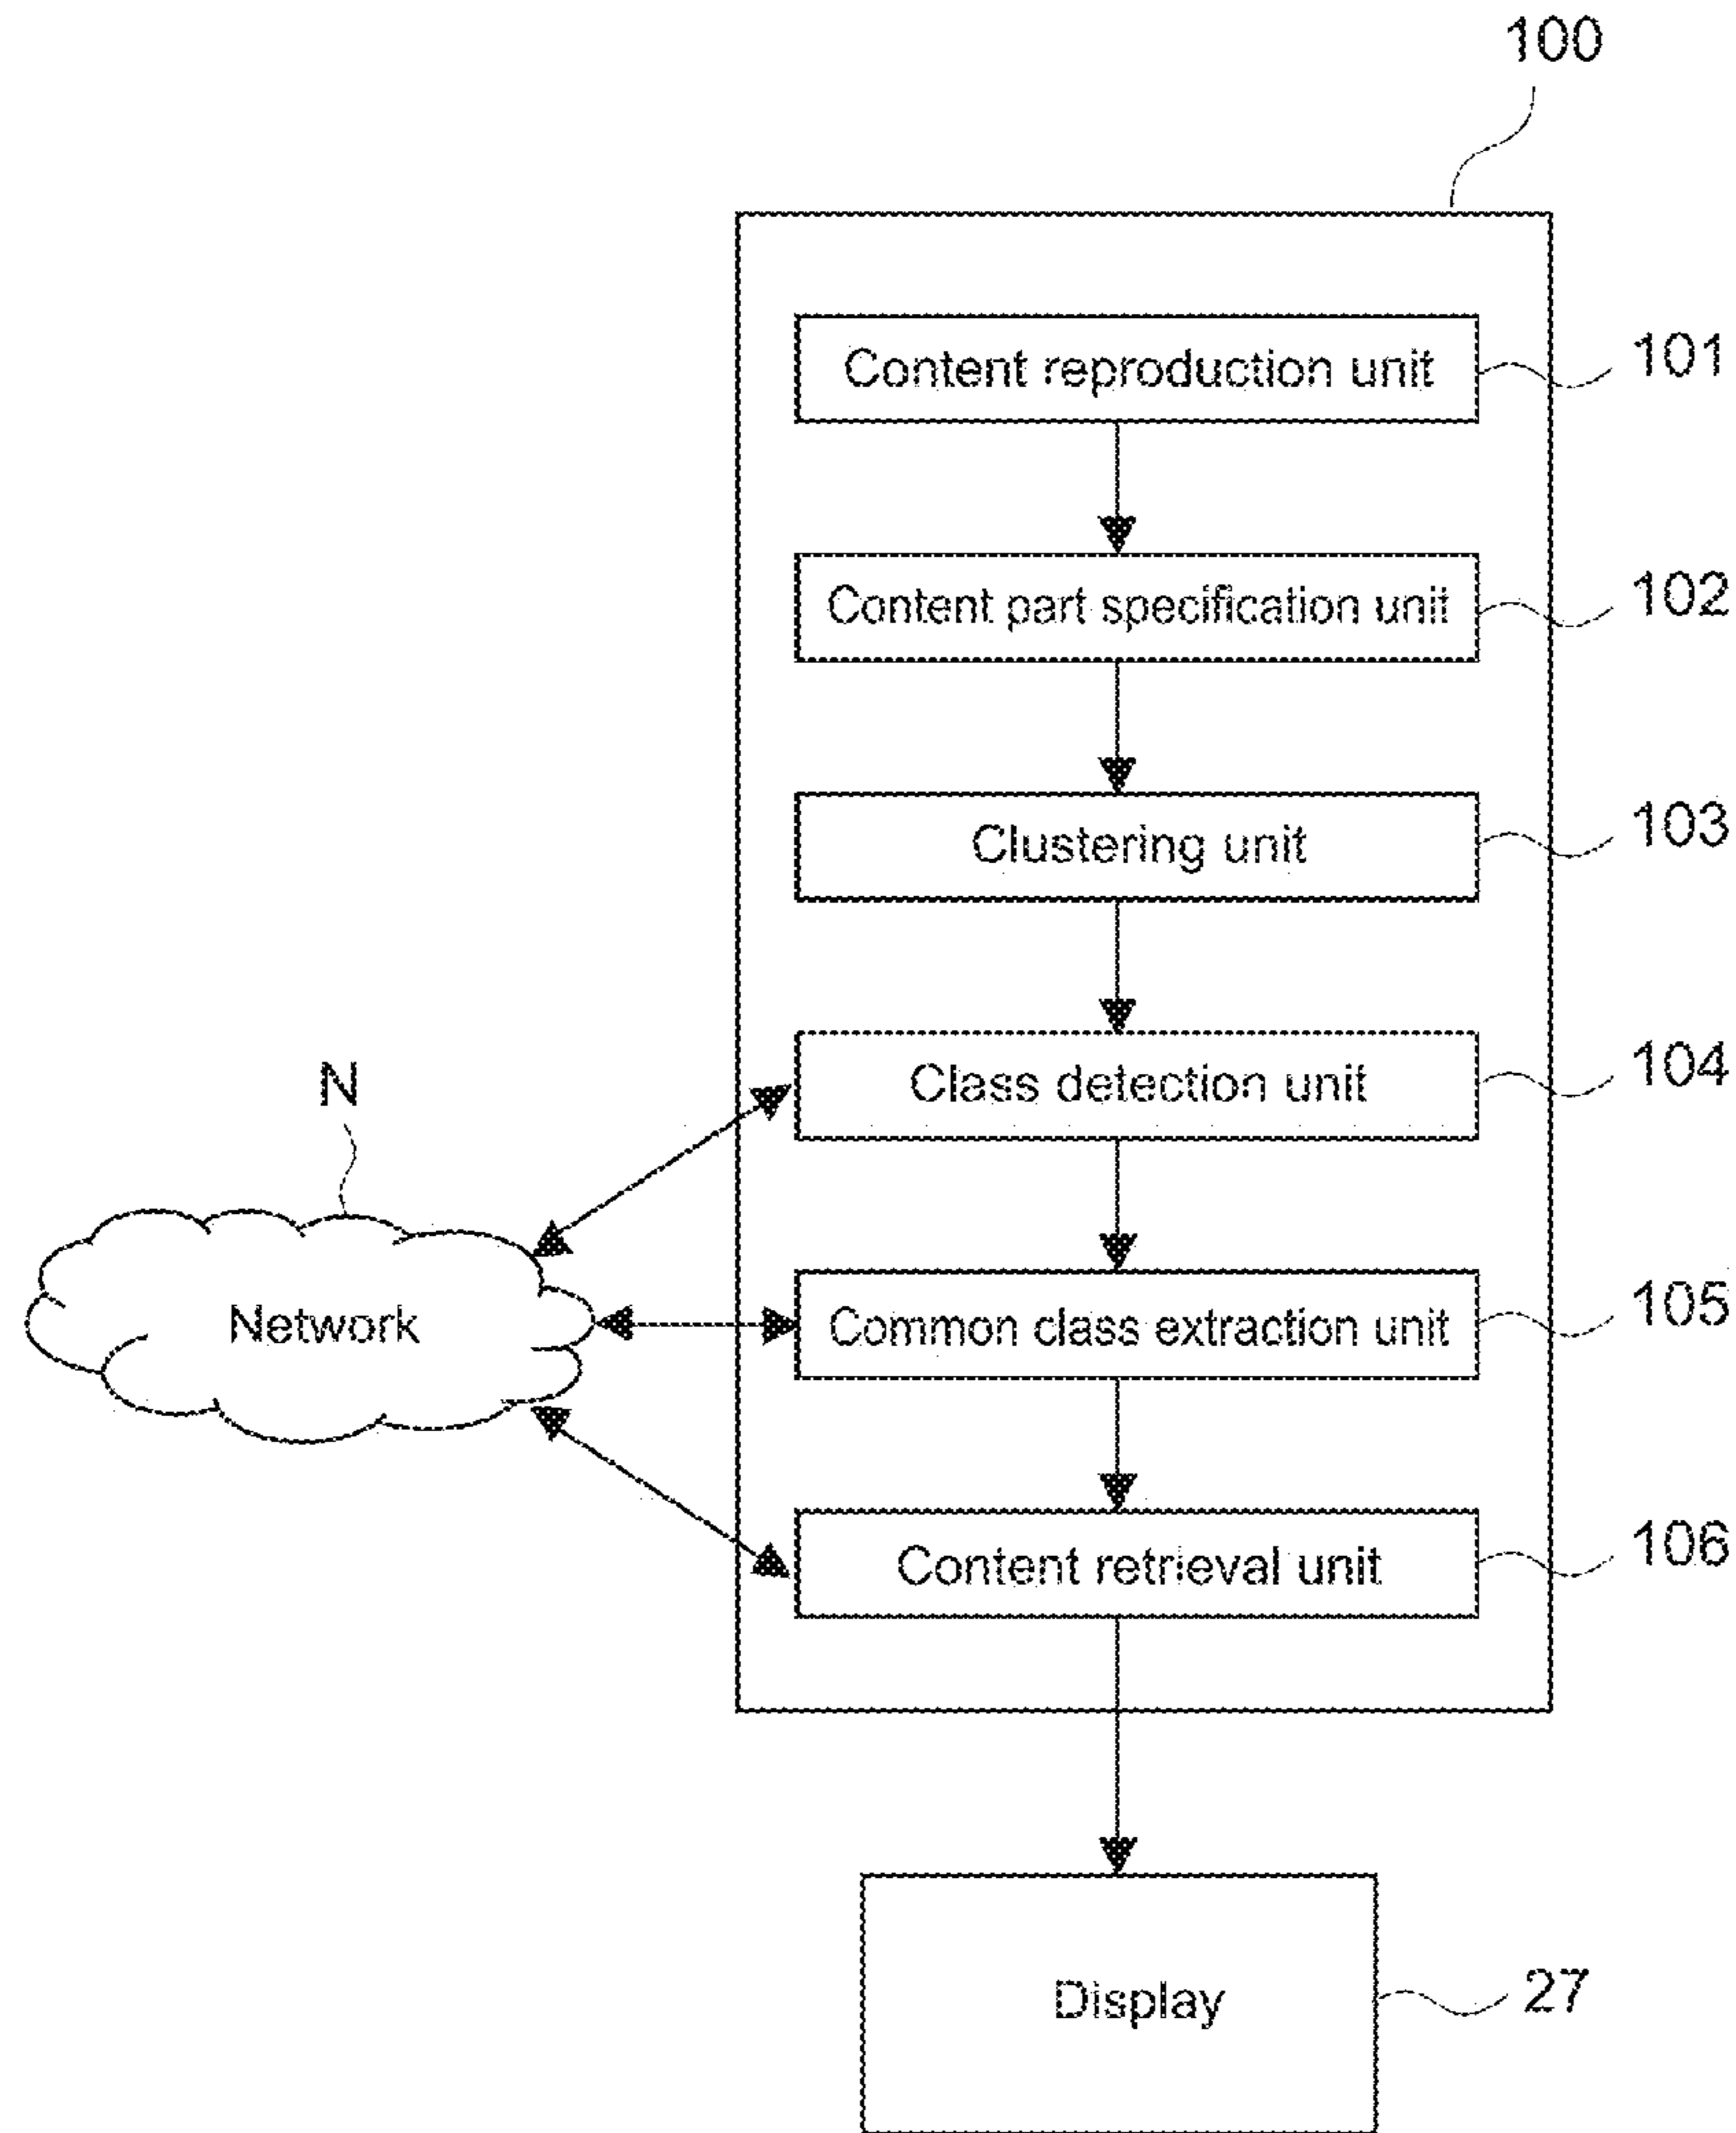 100
Content reproduction unit
101
Content part specification unit
102
Clustering unit
103
Class detection unit
104
N
Network
Common class extraction unit
105
Content retrieval unit
106
Display
27